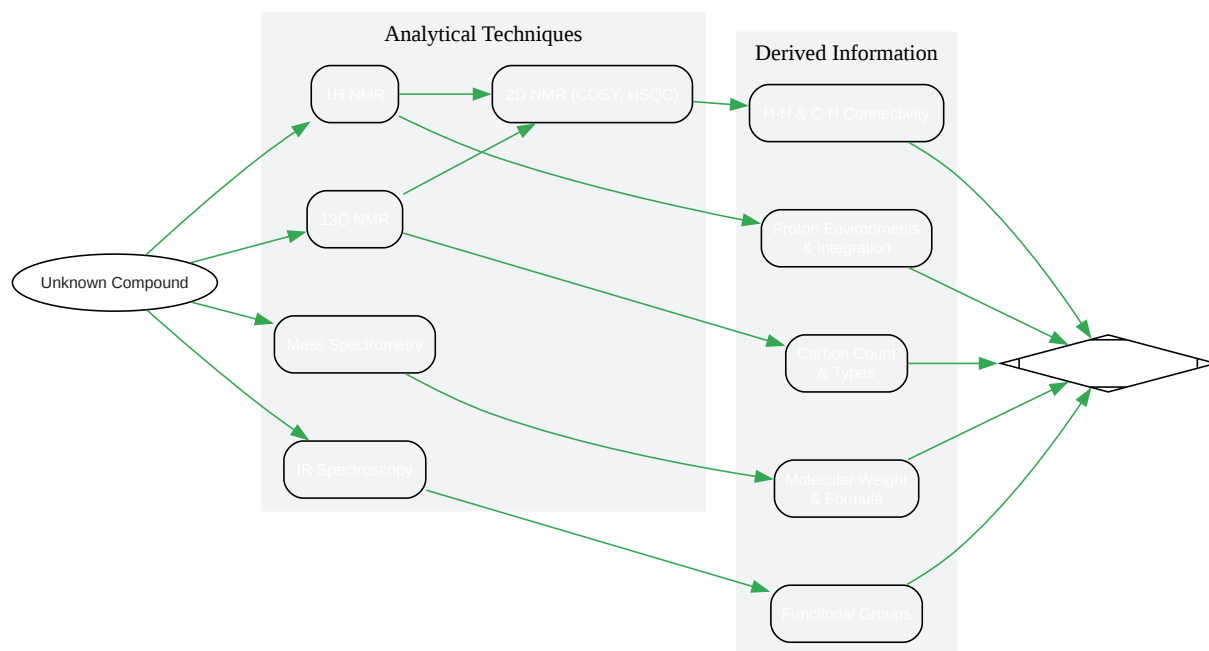 Analytical Techniques
Derived Information
1H NMR
2D NMR (COSY, HSQC)
H-H & C-H Connectivity
13C NMR
Proton Environments
& Integration
Unknown Compound
Mass Spectrometry
Carbon Count
& Types
IR Spectroscopy
Molecular Weight
& Formula
Functional Groups